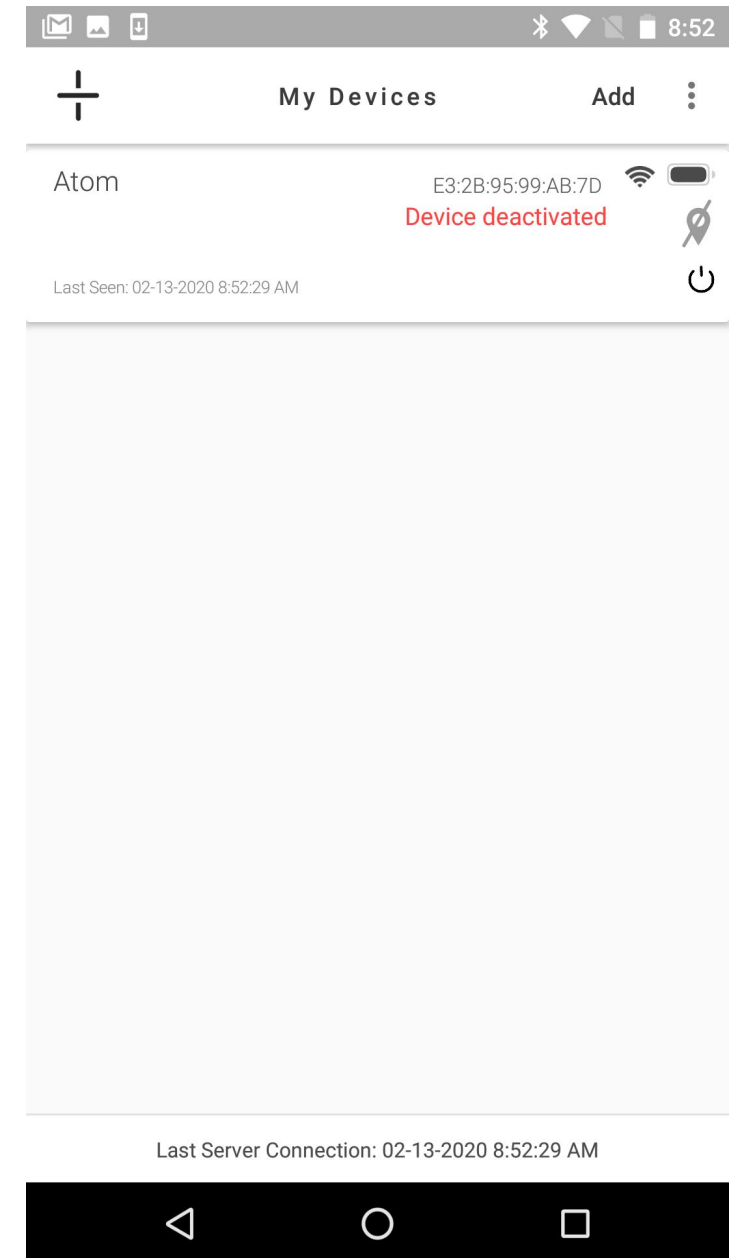 8:52
My Devices
Add
Atom
E3:2B:95:99:AB:7D
Device deactivated
Last Seen: 02-13-2020 8:52:29 AM
Last Server Connection: 02-13-2020 8:52:29 AM